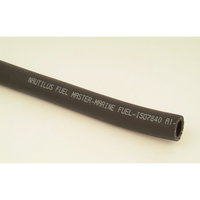 NAUTILUS FUEL MASTER-MARINE FUEL-ISO7840 A1-